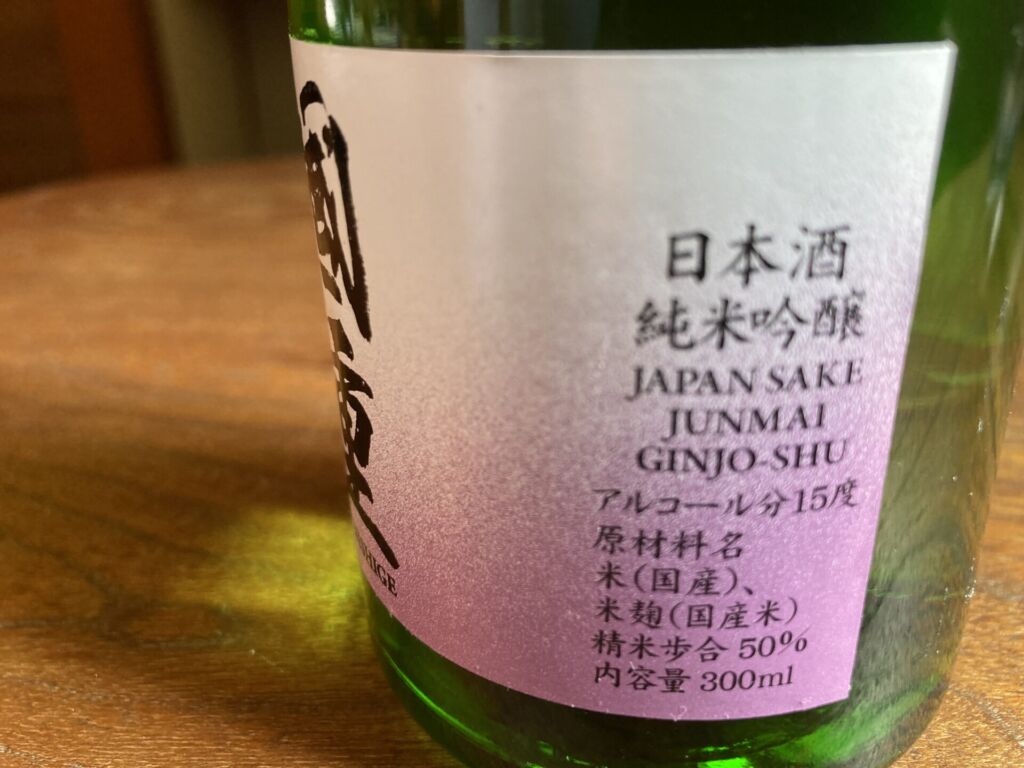 國重
日本酒
純米吟醸
JAPAN SAKE
JUNMAI
GINJO-SHU
アルコール分15度
原材料名
米(国産)、
米麹(国産米)
精米歩合 50%
内容量 300ml